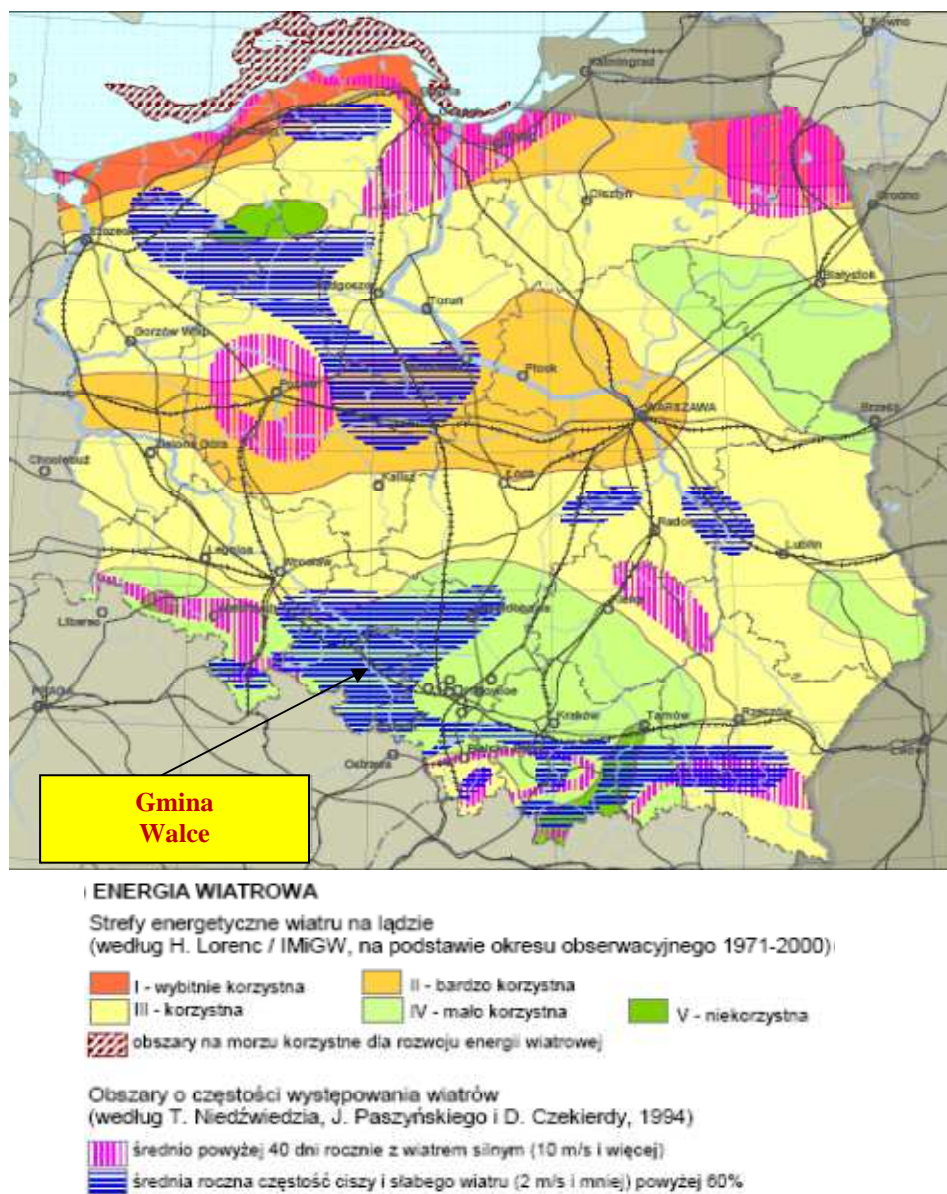 Kowno
Kaliningrad
Olsztyn
Grodno
Szczecin
Białystok
Bydgoszcz
Toruń
Gorzów Wlkp.
Płock
Poznań
WARSZAWA
Brześć
Zielona Góra
Chociebuż
Kalisz
Łódź
Radom
Lublin
Legnica
Wrocław
Liberec
PRAGA
Kraków
Tarnów
Rzeszów
Lwów
Ostrawa
Gmina
Walce
ENERGIA WIATROWA
Strefy energetyczne wiatru na lądzie
(według H. Lorenc / IMiGW, na podstawie okresu obserwacyjnego 1971-2000)
I - wybitnie korzystna
II - bardzo korzystna
III - korzystna
IV - mało korzystna
V - niekorzystna
obszary na morzu korzystne dla rozwoju energii wiatrowej
Obszary o częstości występowania wiatrów
(według T. Niedźwiedzia, J. Paszyńskiego i D. Czekierdy, 1994)
średnio powyżej 40 dni rocznie z wiatrem silnym (10 m/s i więcej)
średnia roczna częstość ciszy i słabego wiatru (2 m/s i mniej) powyżej 60%